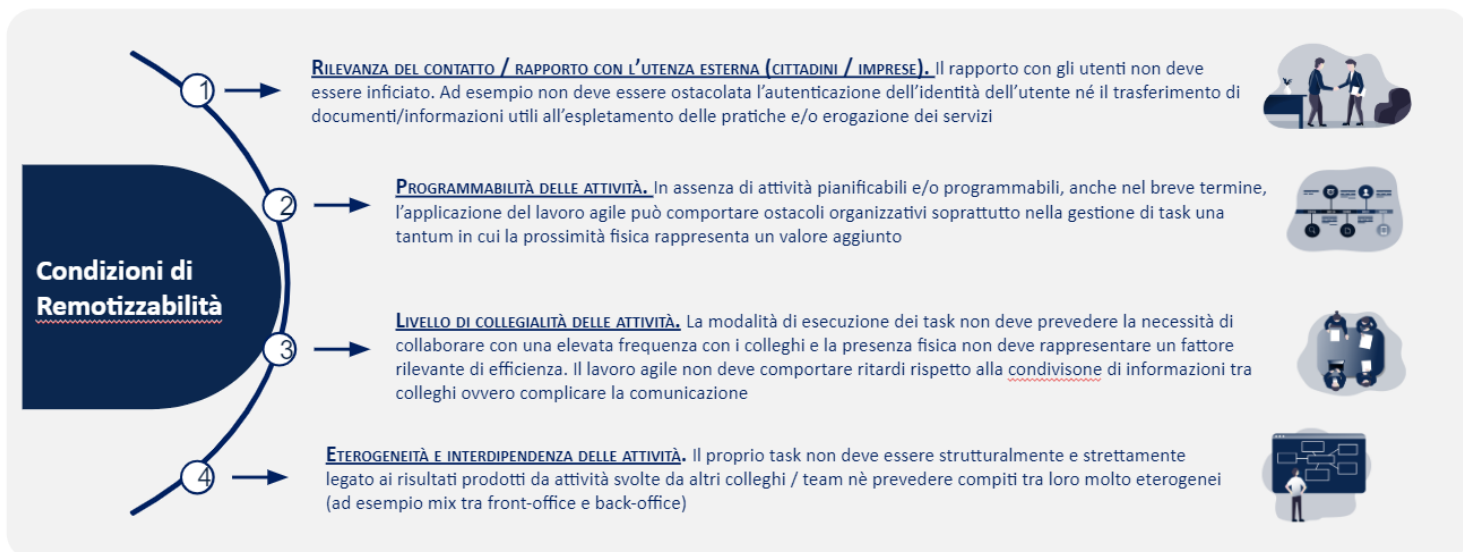 Condizioni di
Remotizzabilità
1
RILEVANZA DEL CONTATTO / RAPPORTO CON L'UTENZA ESTERNA (CITTADINI / IMPRESE). Il rapporto con gli utenti non deve
essere inficiato. Ad esempio non deve essere ostacolata l'autenticazione dell'identità dell'utente né il trasferimento di
documenti/informazioni utili all'espletamento delle pratiche e/o erogazione dei servizi
2
PROGRAMMABILITÀ DELLE ATTIVITÀ. In assenza di attività pianificabili e/o programmabili, anche nel breve termine,
l'applicazione del lavoro agile può comportare ostacoli organizzativi soprattutto nella gestione di task una
tantum in cui la prossimità fisica rappresenta un valore aggiunto
3
LIVELLO DI COLLEGIALITÀ DELLE ATTIVITÀ. La modalità di esecuzione dei task non deve prevedere la necessità di
collaborare con una elevata frequenza con i colleghi e la presenza fisica non deve rappresentare un fattore
rilevante di efficienza. Il lavoro agile non deve comportare ritardi rispetto alla condivisone di informazioni tra
colleghi ovvero complicare la comunicazione
4
ETEROGENEITÀ E INTERDIPENDENZA DELLE ATTIVITÀ. Il proprio task non deve essere strutturalmente e strettamente
legato ai risultati prodotti da attività svolte da altri colleghi / team nè prevedere compiti tra loro molto eterogenei
(ad esempio mix tra front-office e back-office)